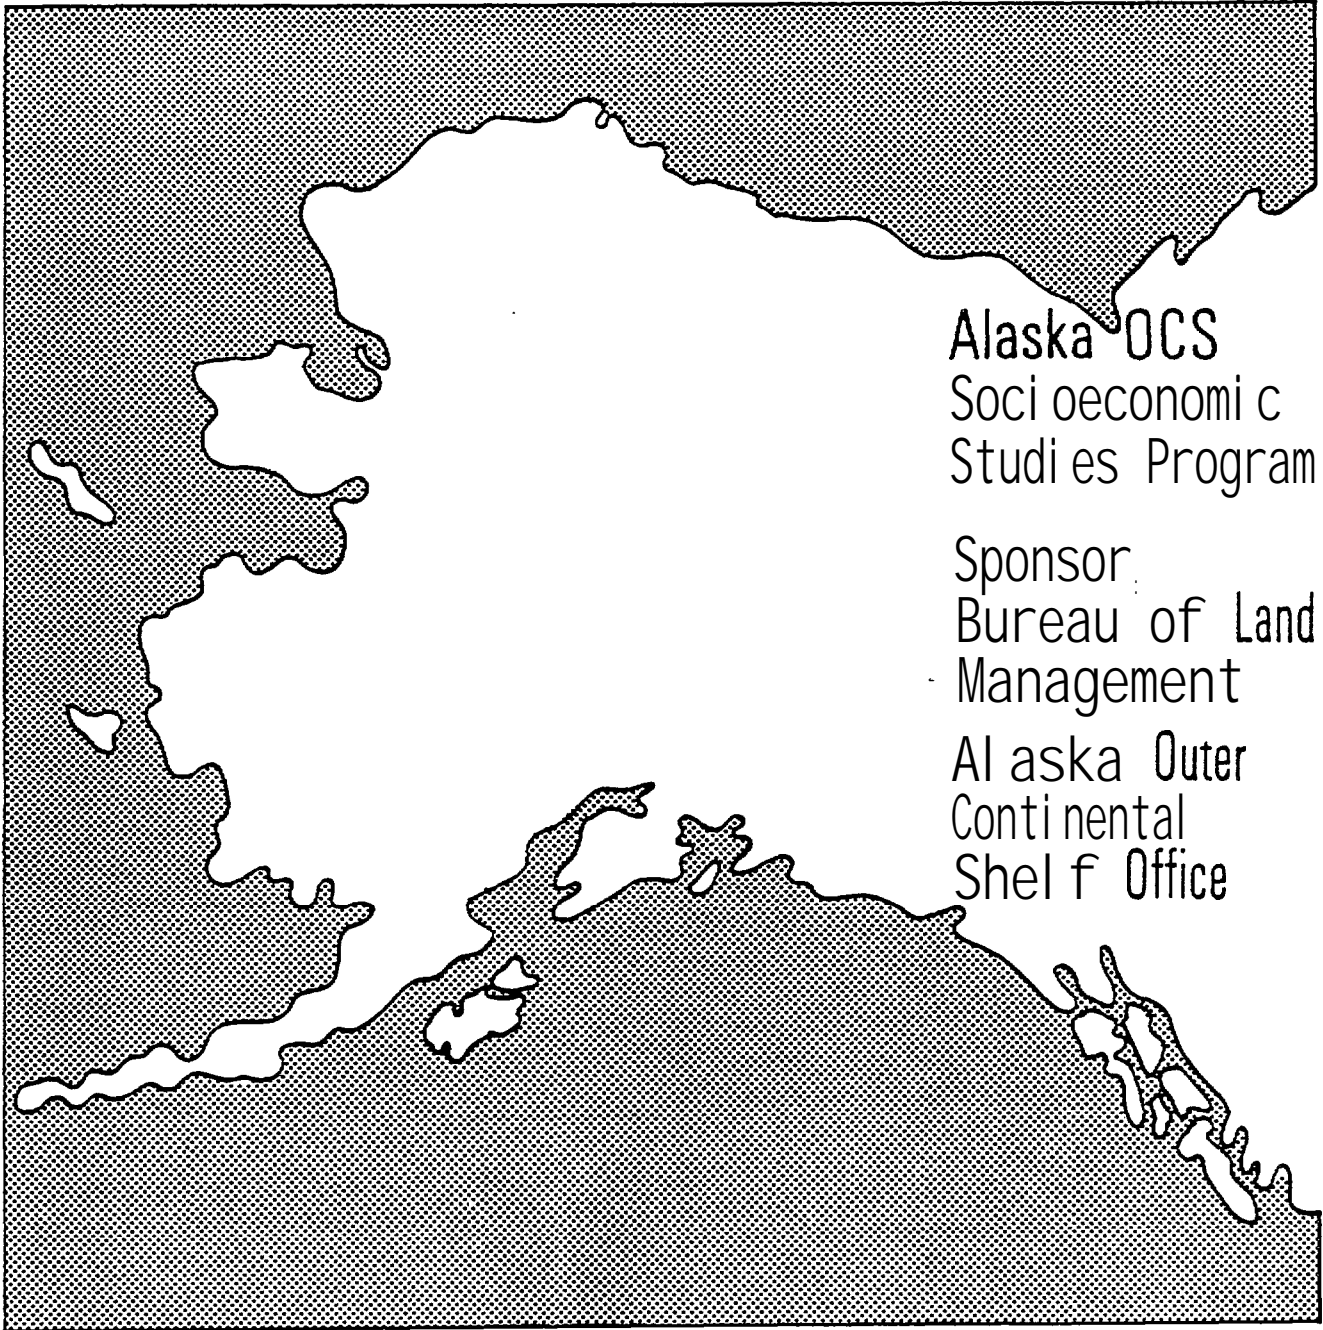 Alaska OCS
Socioeconomic
Studies Program
Sponsor
Bureau of Land
Management
Alaska Outer
Continental
Shelf Office